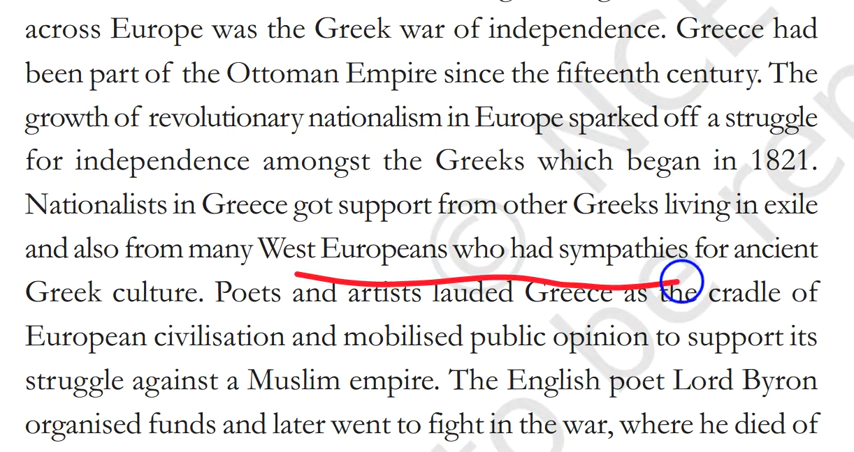 across Europe was the Greek war of independence. Greece had
been part of the Ottoman Empire since the fifteenth century. The
growth of revolutionary nationalism in Europe sparked off a struggle
for independence amongst the Greeks which began in 1821.
Nationalists in Greece got support from other Greeks living in exile
and also from many West Europeans who had sympathies for ancient
Greek culture. Poets and artists lauded Greece as the cradle of
European civilisation and mobilised public opinion to support its
struggle against a Muslim empire. The English poet Lord Byron
organised funds and later went to fight in the war, where he died of